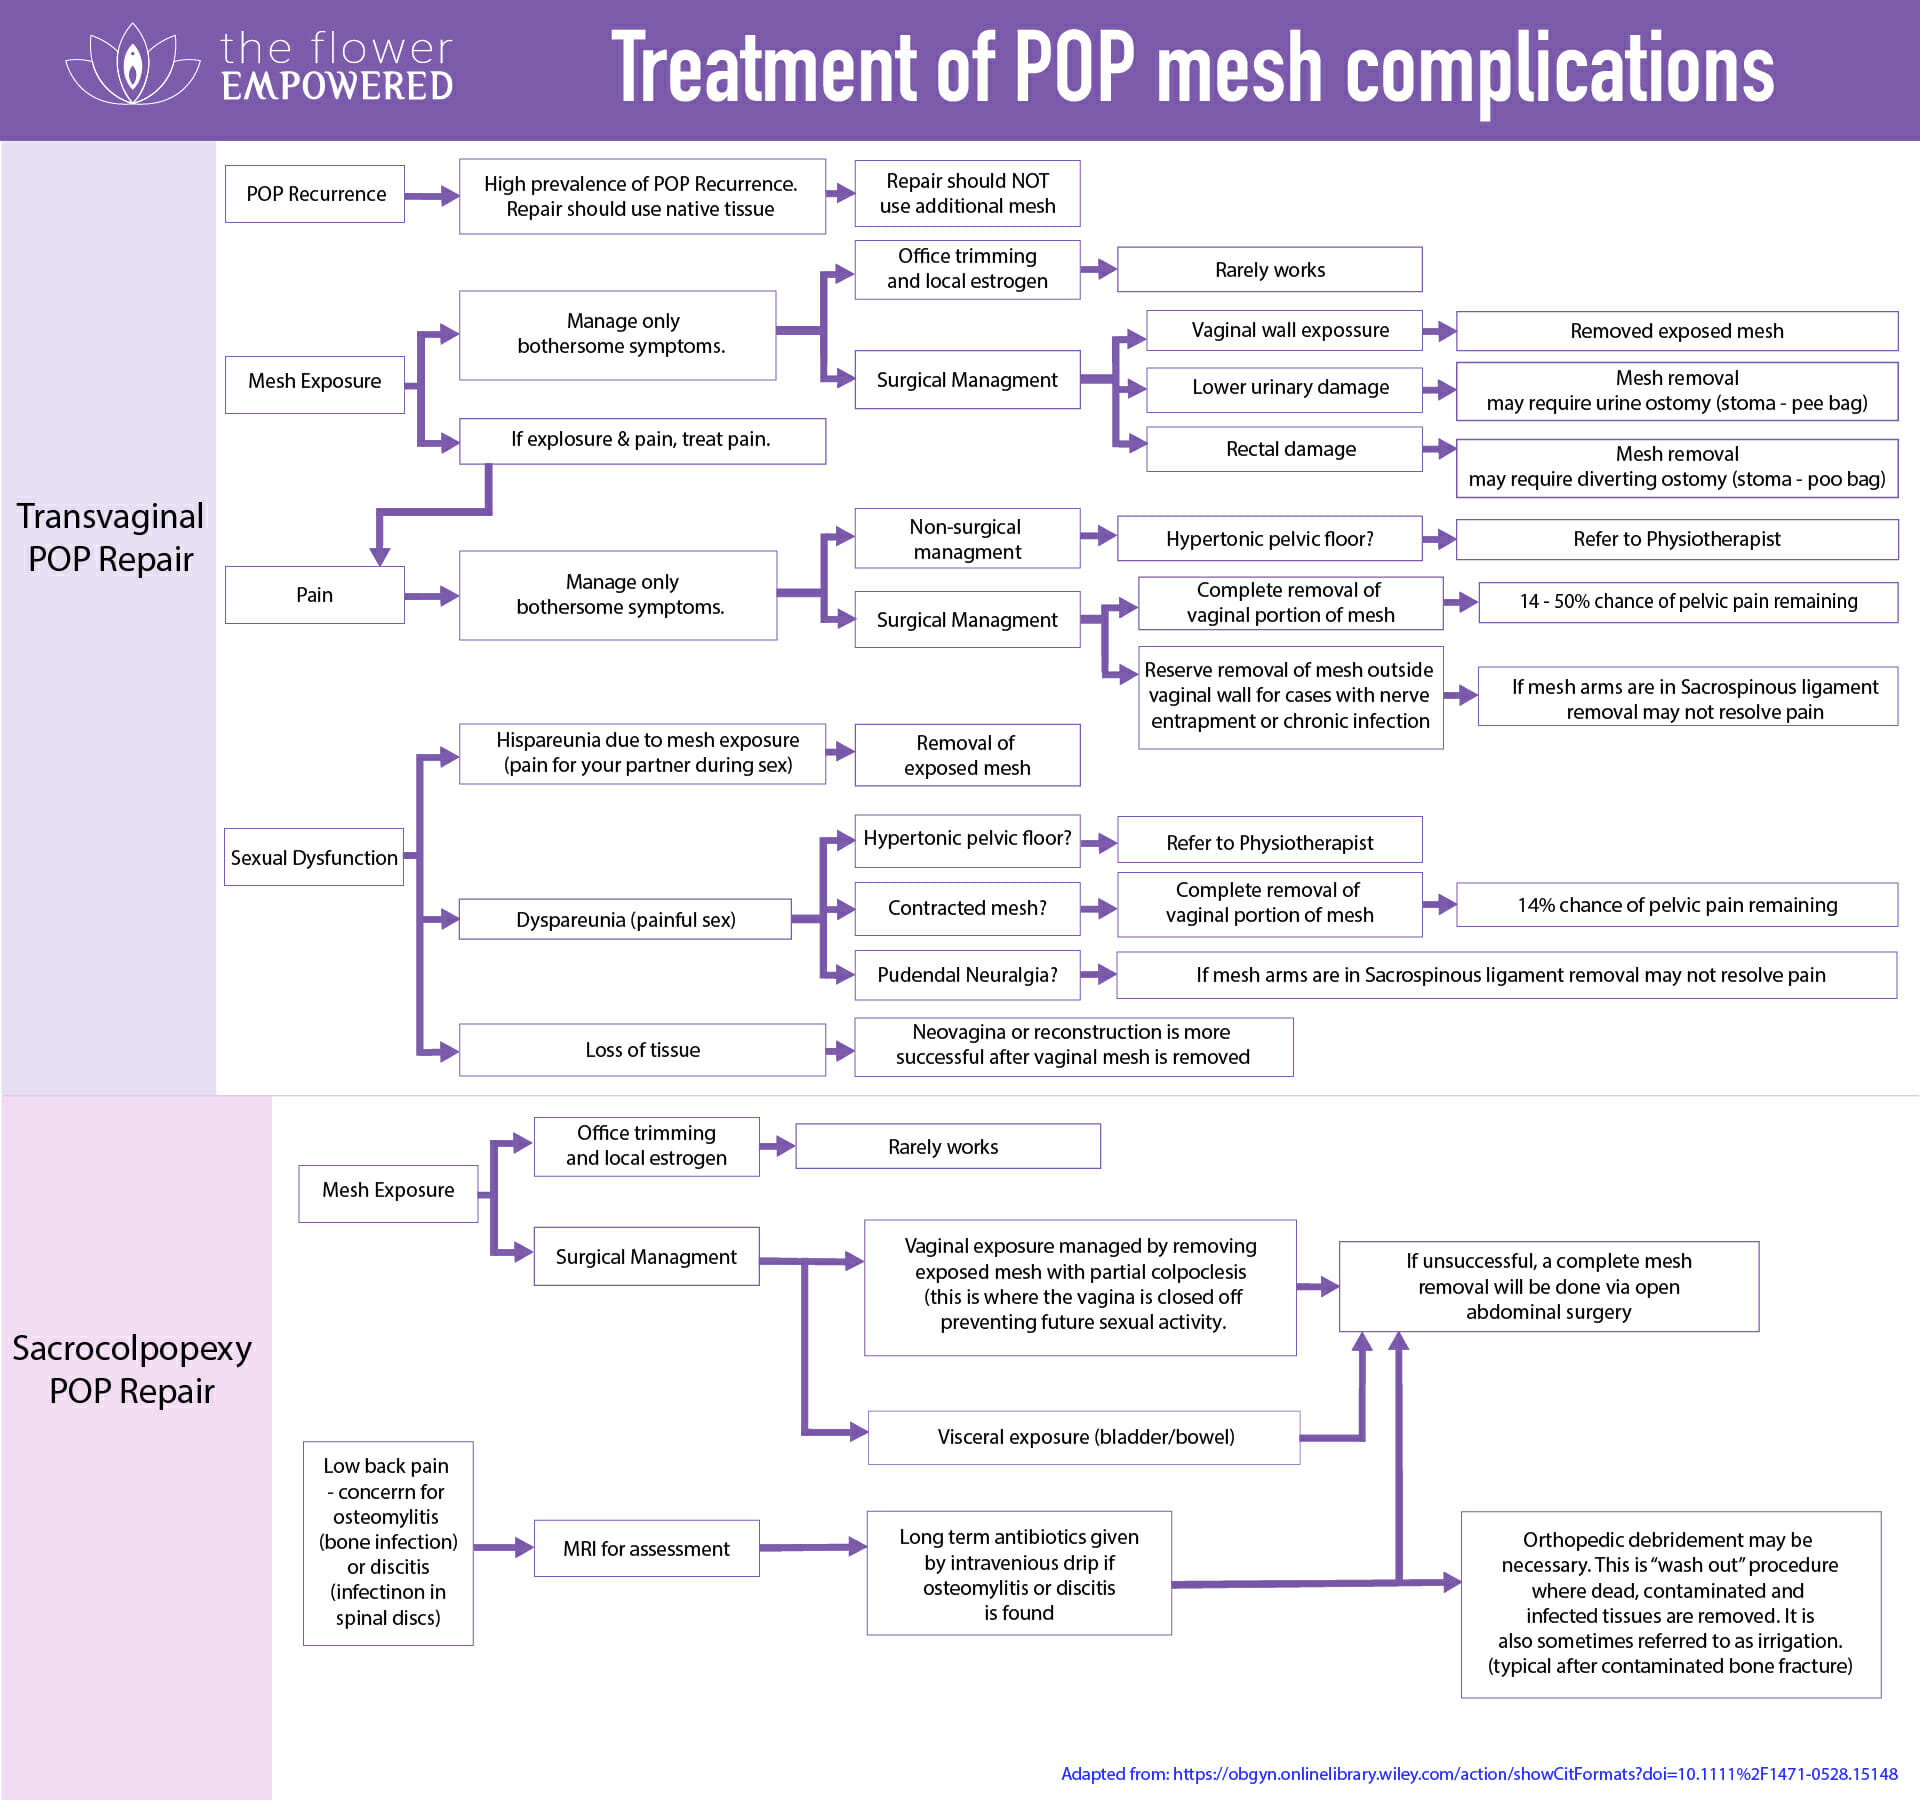 the flower
EMPOWERED
Treatment of POP mesh complications
Transvaginal
POP Repair
POP Recurrence
High prevalence of POP Recurrence.
Repair should use native tissue
Repair should NOT
use additional mesh
Mesh Exposure
Manage only
bothersome symptoms.
Office trimming
and local estrogen
Rarely works
Surgical Managment
Vaginal wall expossure
Removed exposed mesh
Lower urinary damage
Mesh removal
may require urine ostomy (stoma - pee bag)
Rectal damage
Mesh removal
may require diverting ostomy (stoma - poo bag)
If explosure & pain, treat pain.
Pain
Manage only
bothersome symptoms.
Non-surgical
managment
Hypertonic pelvic floor?
Refer to Physiotherapist
Surgical Managment
Complete removal of
vaginal portion of mesh
14 - 50% chance of pelvic pain remaining
Reserve removal of mesh outside
vaginal wall for cases with nerve
entrapment or chronic infection
If mesh arms are in Sacrospinous ligament
removal may not resolve pain
Sexual Dysfunction
Hispareunia due to mesh exposure
(pain for your partner during sex)
Removal of
exposed mesh
Dyspareunia (painful sex)
Hypertonic pelvic floor?
Refer to Physiotherapist
Contracted mesh?
Complete removal of
vaginal portion of mesh
14% chance of pelvic pain remaining
Pudendal Neuralgia?
If mesh arms are in Sacrospinous ligament removal may not resolve pain
Loss of tissue
Neovagina or reconstruction is more
successful after vaginal mesh is removed
Sacrocolpopexy
POP Repair
Mesh Exposure
Office trimming
and local estrogen
Rarely works
Surgical Managment
Vaginal exposure managed by removing
exposed mesh with partial colpoclesis
(this is where the vagina is closed off
preventing future sexual activity.
If unsuccessful, a complete mesh
removal will be done via open
abdominal surgery
Visceral exposure (bladder/bowel)
Low back pain
- concerrn for
osteomylitis
(bone infection)
or discitis
(infectinon in
spinal discs)
MRI for assessment
Long term antibiotics given
by intravenious drip if
osteomylitis or discitis
is found
Orthopedic debridement may be
necessary. This is “wash out” procedure
where dead, contaminated and
infected tissues are removed. It is
also sometimes referred to as irrigation.
(typical after contaminated bone fracture)
Adapted from: https://obgyn.onlinelibrary.wiley.com/action/showCitFormats?doi=10.1111%2F1471-0528.15148